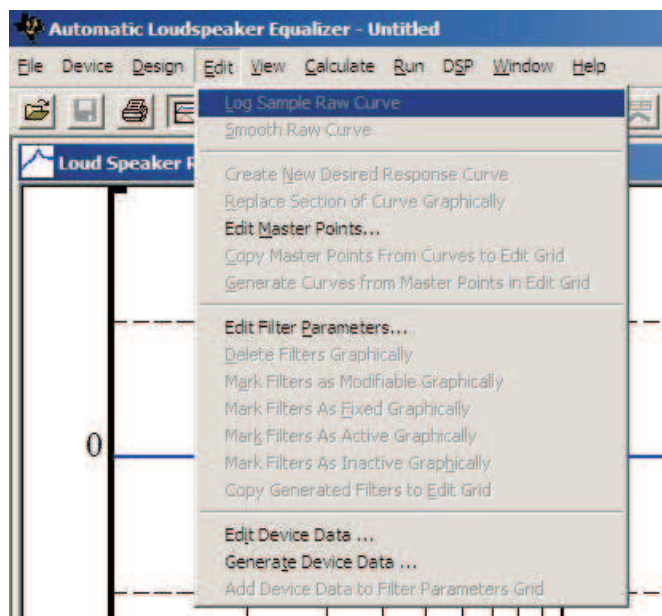 Automatic Loudspeaker Equalizer - Untitled
File Device Design Edit View Calculate Run DSP Window Help
Log Sample Raw Curve
Smooth Raw Curve
Loud Speaker
Create New Desired Response Curve
Replace Section of Curve Graphically
Edit Master Points...
Copy Master Points From Curves to Edit Grid
Generate Curves from Master Points in Edit Grid
Edit Filter Parameters...
Delete Filters Graphically
Mark Filters as Modifiable Graphically
Mark Filters As Fixed Graphically
Mark Filters As Active Graphically
0
Mark Filters As Inactive Graphically
Copy Generated Filters to Edit Grid
Edit Device Data ...
Generate Device Data ...
Add Device Data to Filter Parameters Grid